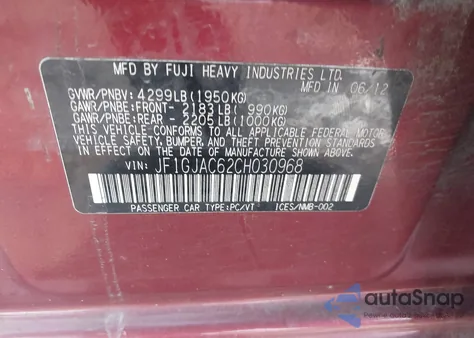 MFD BY FUJI HEAVY INDUSTRIES LTD.
MFD IN 06/12
GVWR/PNBV: 4299LB (1950KG)
GAWR/PNBE:FRONT- 2183LB ( 990KG)
GAWR/PNBE:REAR - 2205LB (1000KG)
THIS VEHICLE CONFORMS TO ALL APPLICABLE FEDERAL MOTOR
VEHICLE SAFETY, BUMPER, AND THEFT PREVENTION STANDARDS
IN EFFECT ON THE DATE OF MANUFACTURE SHOWN ABOVE.
VIN: JF1GJAC62CH030968
PASSENGER CAR TYPE:PC/VT ICES/NMB-002
autoSnap